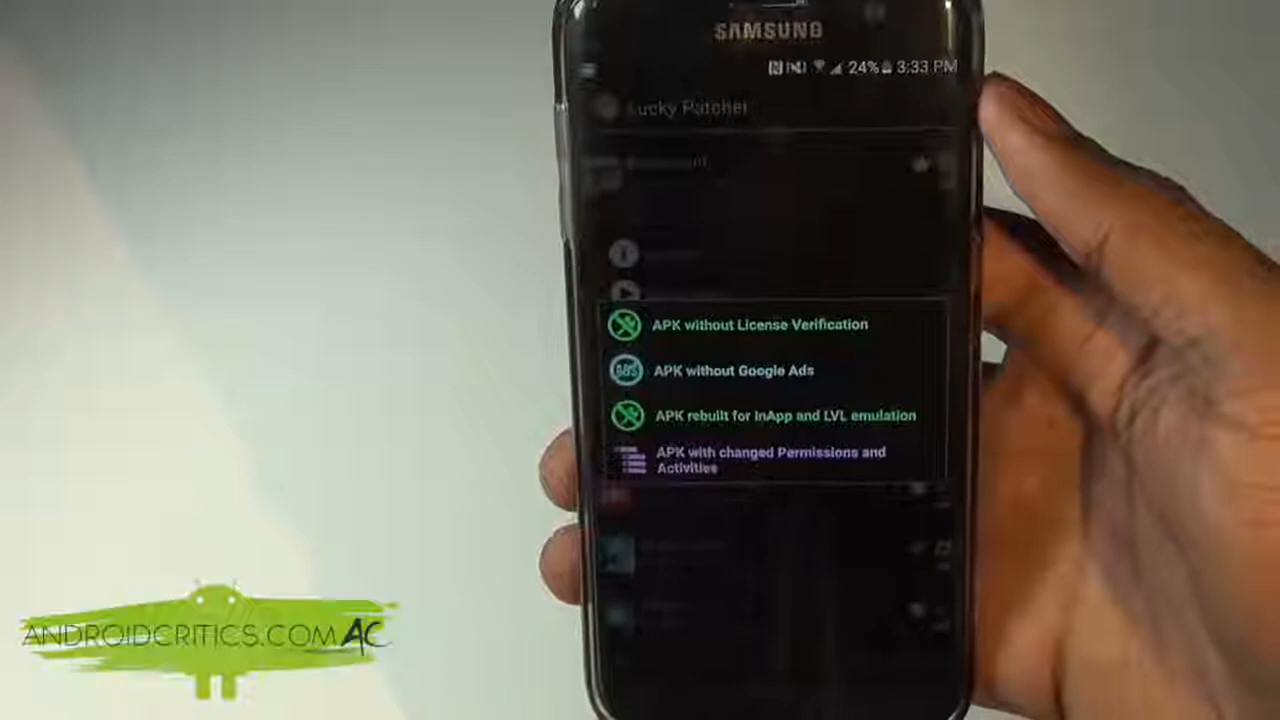 SAMSUNG
24% 3:33 PM
Lucky Patcher
APK without License Verification
ADS
APK without Google Ads
APK rebuilt for InApp and LVL emulation
APK with changed Permissions and
Activities
ANDROIDCRITICS.COM AC